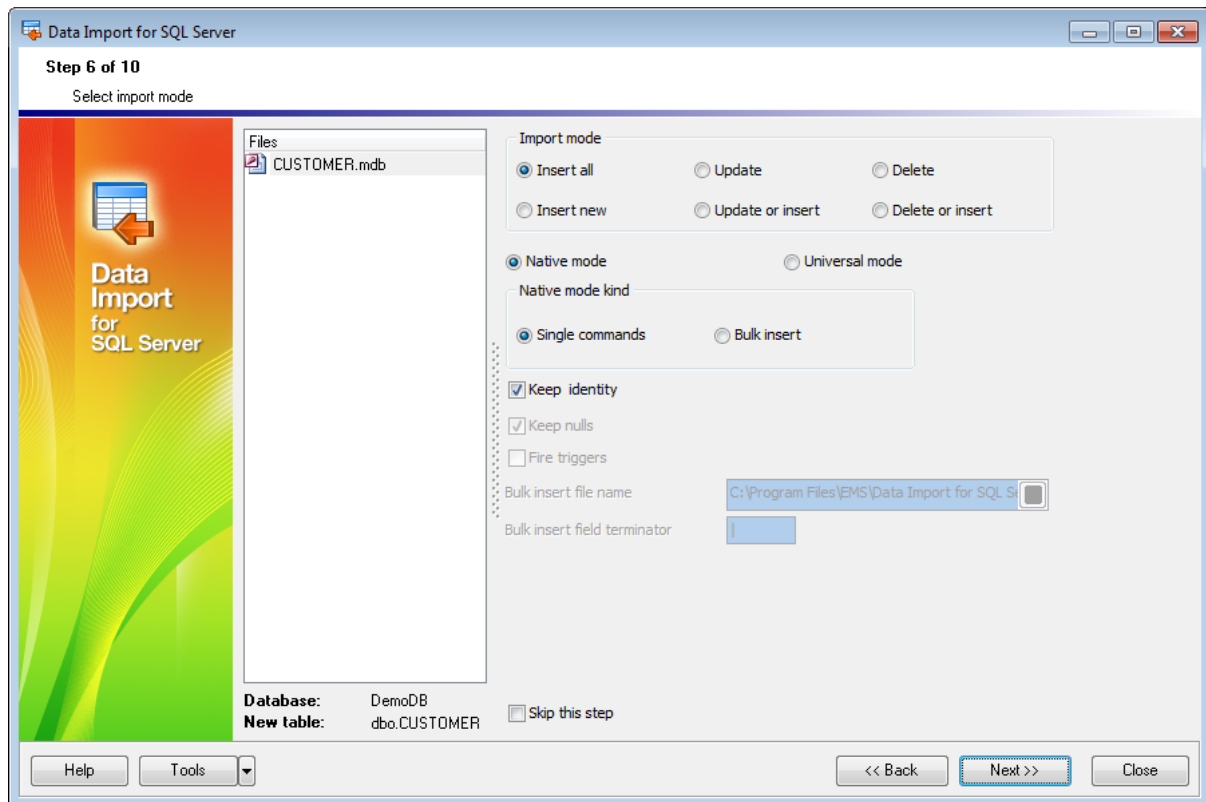 Data Import for SQL Server
Step 6 of 10
Select import mode
Data
Import
for
SQL Server
Files
CUSTOMER.mdb
Database: DemoDB
New table: dbo.CUSTOMER
Import mode
Insert all Update Delete
Insert new Update or insert Delete or insert
Native mode Universal mode
Native mode kind
Single commands Bulk insert
Keep identity
Keep nulls
Fire triggers
Bulk insert file name C:\Program Files\EMS\Data Import for SQL Se
Bulk insert field terminator |
Skip this step
Help Tools << Back Next >> Close